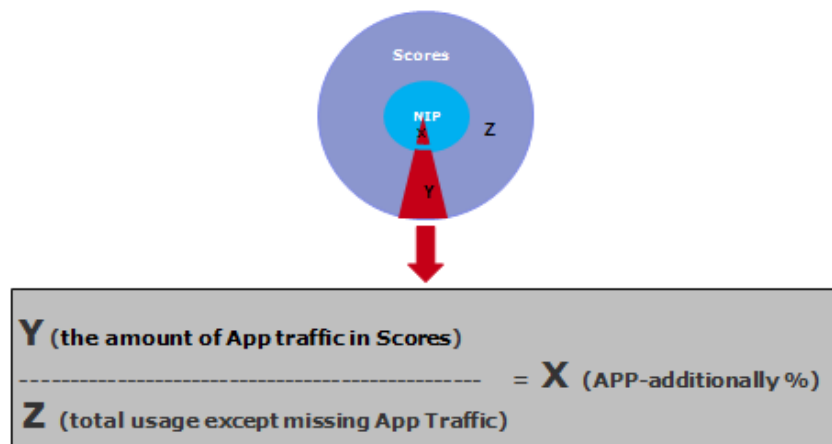 Scores
NIP
x
Z
Y
Y (the amount of App traffic in Scores)
-------------------------------------------------- = X (APP-additionally %)
Z (total usage except missing App Traffic)